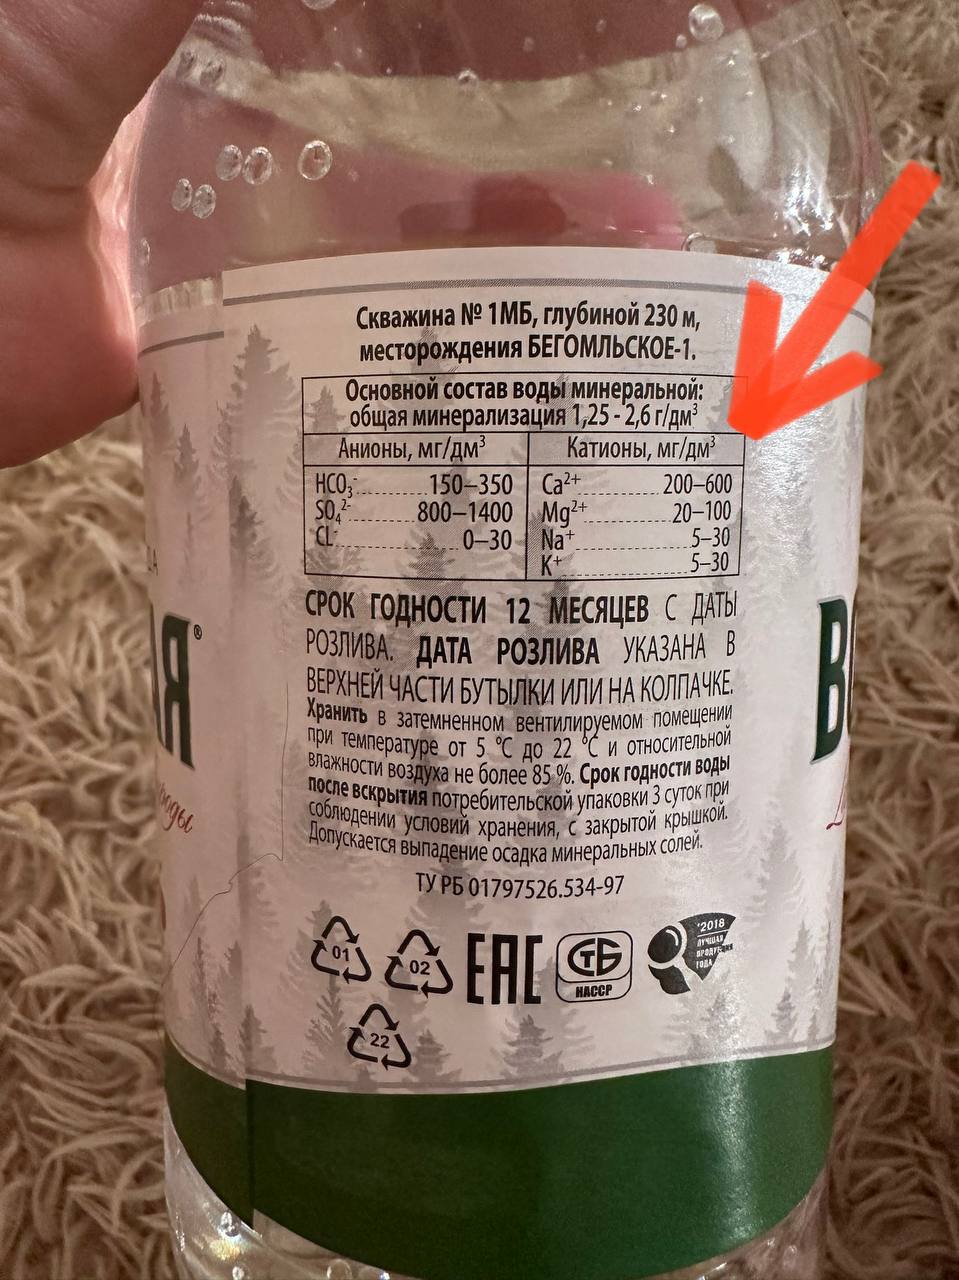 Скважина № 1МБ, глубиной 230 м,
месторождения БЕГОМЛЬСКОЕ-1.
Основной состав воды минеральной:
общая минерализация 1,25 - 2,6 г/дм³
Анионы, мг/дм³ Катионы, мг/дм³
HCO₃⁻ 150–350 Ca²⁺ 200–600
SO₄²⁻ 800–1400 Mg²⁺ 20–100
CL⁻ 0–30 Na⁺ 5–30
K⁺ 5–30
СРОК ГОДНОСТИ 12 МЕСЯЦЕВ С ДАТЫ
РОЗЛИВА. ДАТА РОЗЛИВА УКАЗАНА В
ВЕРХНЕЙ ЧАСТИ БУТЫЛКИ ИЛИ НА КОЛПАЧКЕ.
Хранить в затемненном вентилируемом помещении
при температуре от 5 °С до 22 °С и относительной
влажности воздуха не более 85 %. Срок годности воды
после вскрытия потребительской упаковки 3 суток при
соблюдении условий хранения, с закрытой крышкой.
Допускается выпадение осадка минеральных солей.
ТУ РБ 01797526.534-97
01 02 EAC СТБ НАССР
22
'2018
ЛУЧШАЯ
ПРОДУКЦИЯ
ГОДА
АЯ®